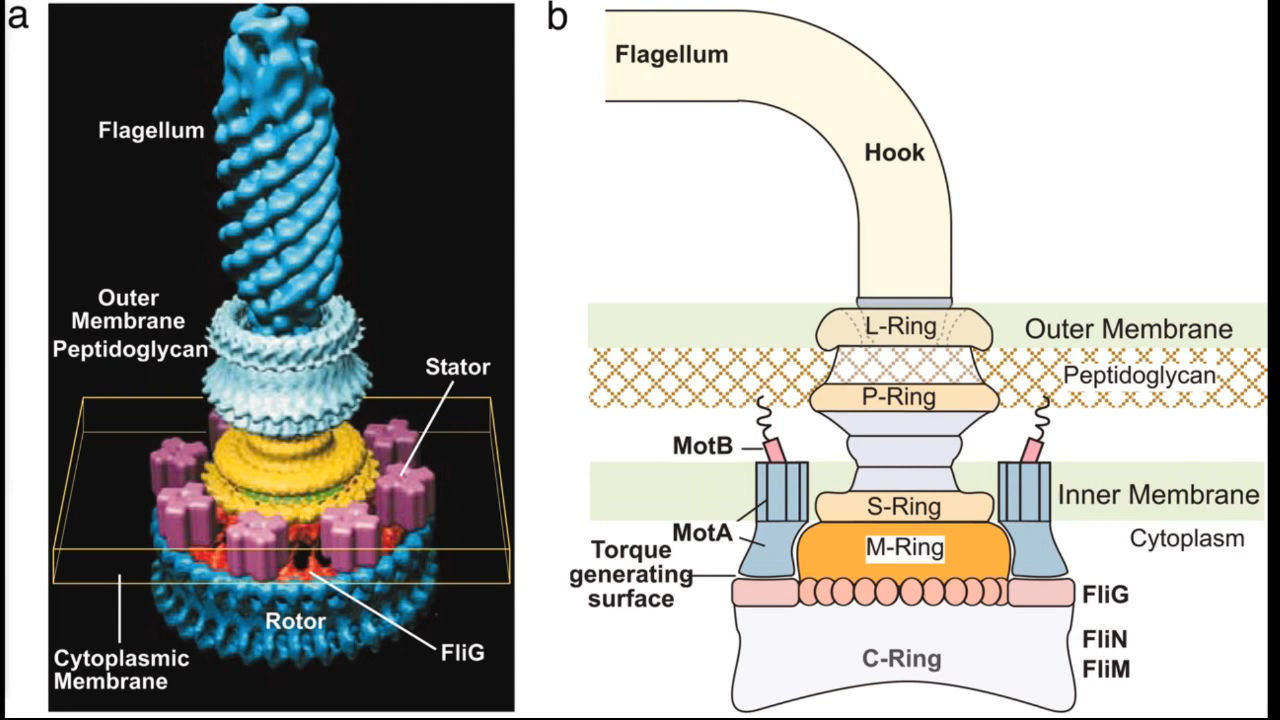 a
Flagellum
Outer
Membrane
Peptidoglycan
Stator
Rotor
FliG
Cytoplasmic
Membrane
b
Flagellum
Hook
L-Ring
Outer Membrane
Peptidoglycan
P-Ring
MotB
Inner Membrane
S-Ring
MotA
Cytoplasm
M-Ring
Torque
generating
surface
FliG
FliN
C-Ring
FliM